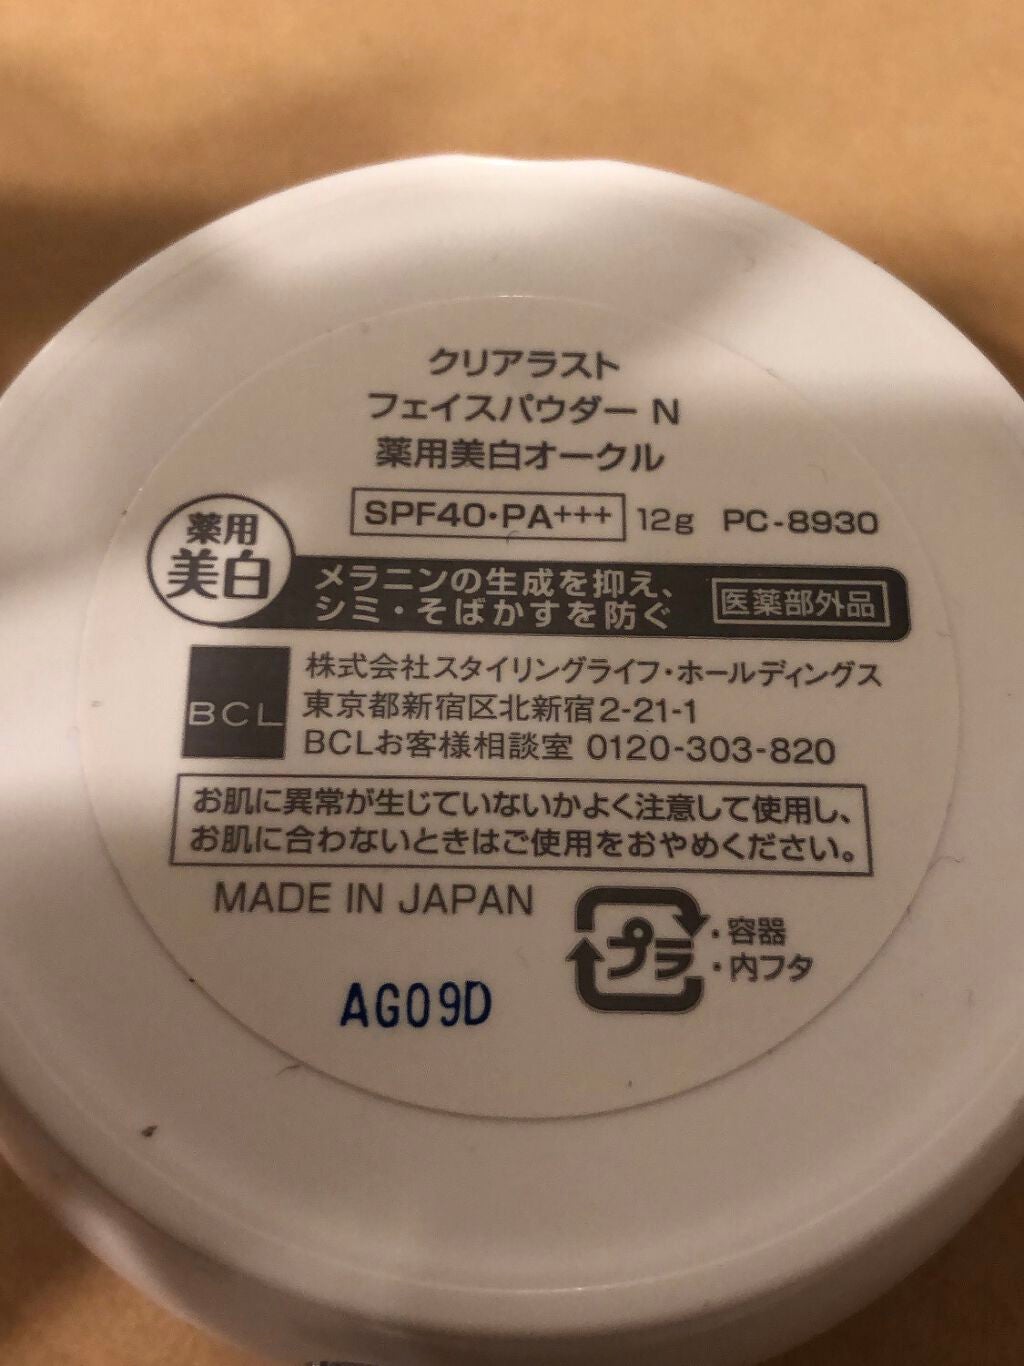 クリアラスト
フェイスパウダー N
薬用美白オークル
SPF40・PA+++ 12g PC-8930
薬用
美白
メラニンの生成を抑え、
シミ・そばかすを防ぐ
医薬部外品
BCL
株式会社スタイリングライフ・ホールディングス
東京都新宿区北新宿2-21-1
BCLお客様相談室 0120-303-820
お肌に異常が生じていないかよく注意して使用し、
お肌に合わないときはご使用をおやめください。
MADE IN JAPAN
プラ
・容器
・内フタ
AG09D